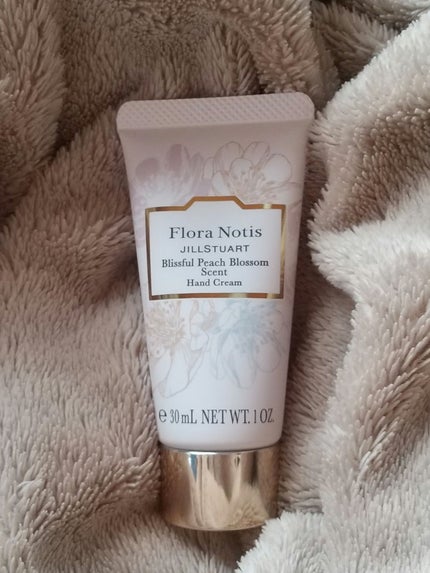 Flora Notis
JILLSTUART
Blissful Peach Blossom
Scent
Hand Cream
℮ 30 mL NET WT. 1 OZ.